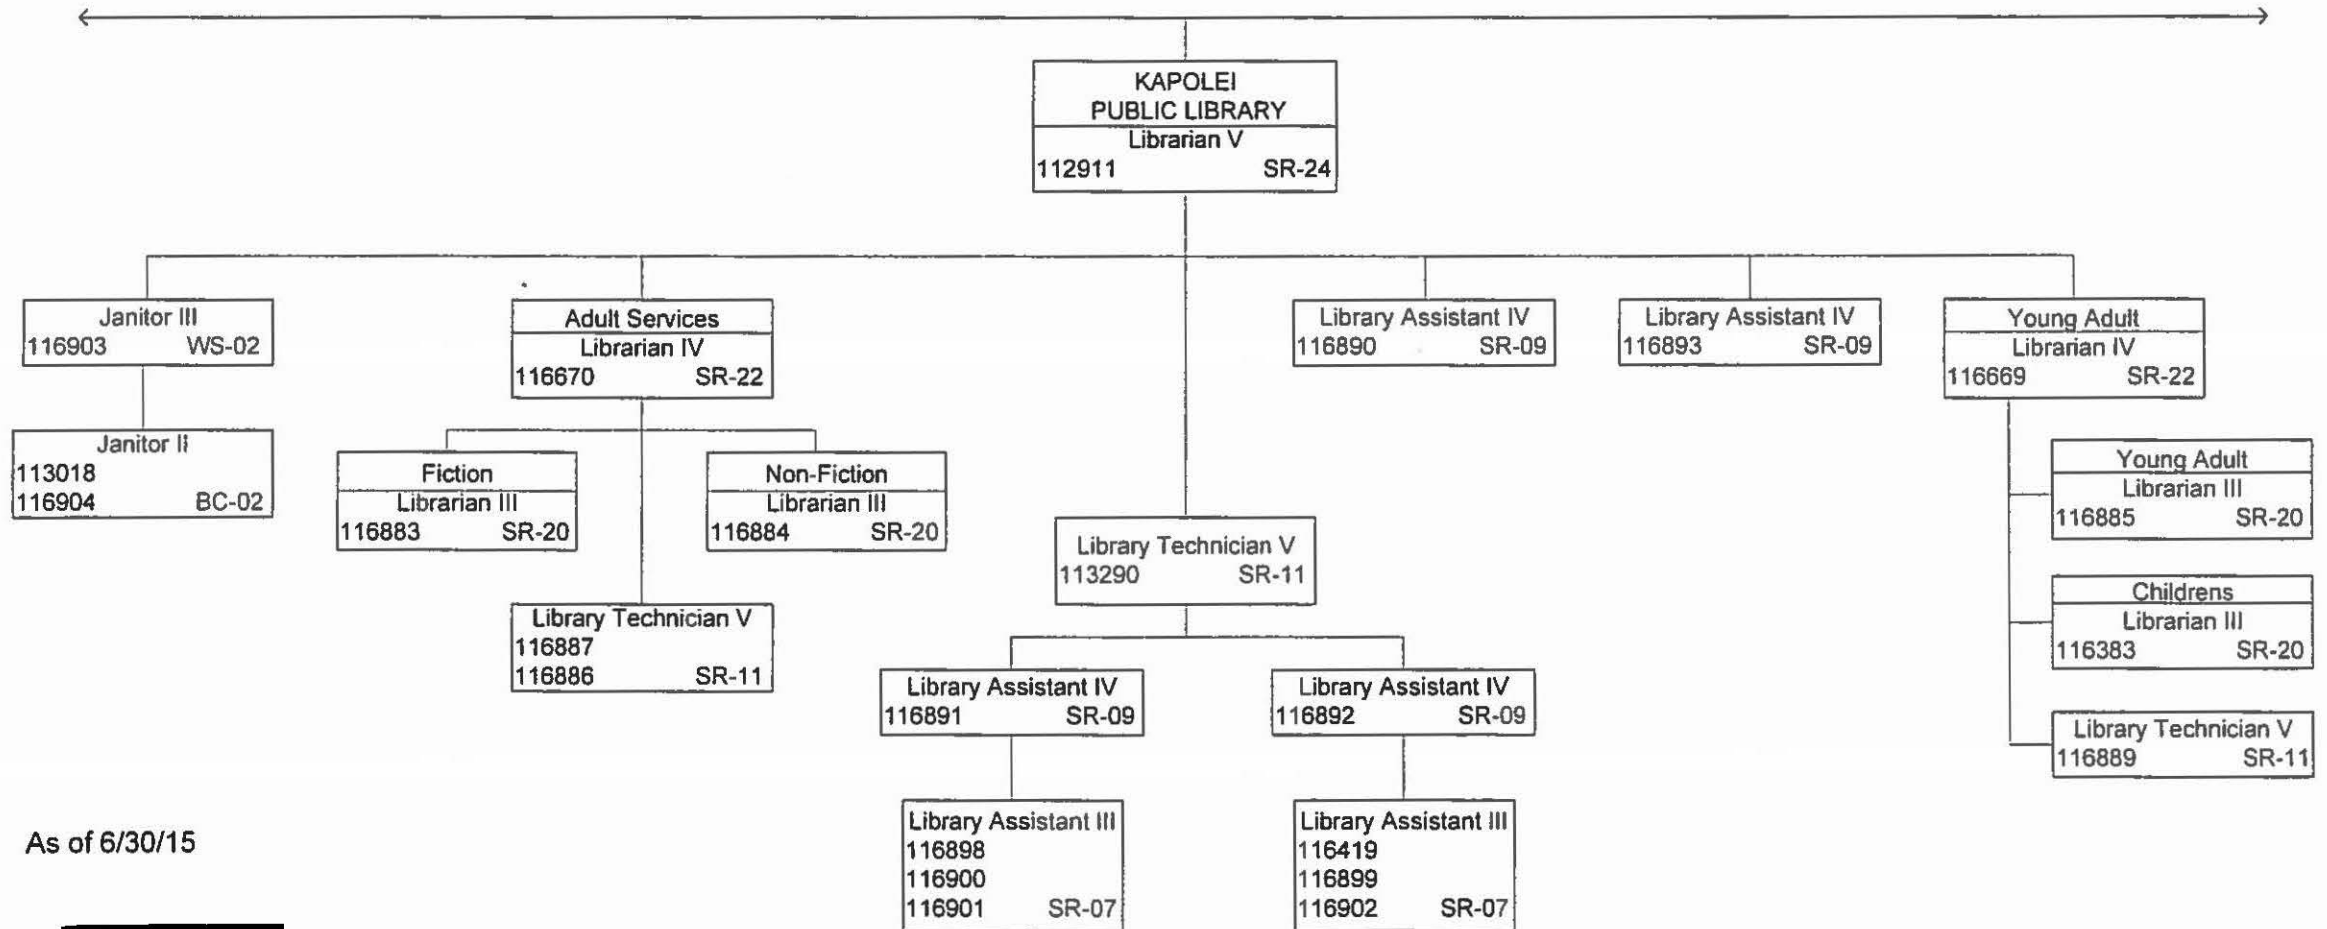 KAPOLEI
PUBLIC LIBRARY
Librarian V
112911 SR-24
Janitor III
116903 WS-02
Janitor II
113018
116904 BC-02
Adult Services
Librarian IV
116670 SR-22
Fiction
Librarian III
116883 SR-20
Non-Fiction
Librarian III
116884 SR-20
Library Technician V
116887
116886 SR-11
Library Technician V
113290 SR-11
Library Assistant IV
116891 SR-09
Library Assistant III
116898
116900
116901 SR-07
Library Assistant IV
116892 SR-09
Library Assistant III
116419
116899
116902 SR-07
Library Assistant IV
116890 SR-09
Library Assistant IV
116893 SR-09
Young Adult
Librarian IV
116669 SR-22
Young Adult
Librarian III
116885 SR-20
Childrens
Librarian III
116383 SR-20
Library Technician V
116889 SR-11
As of 6/30/15